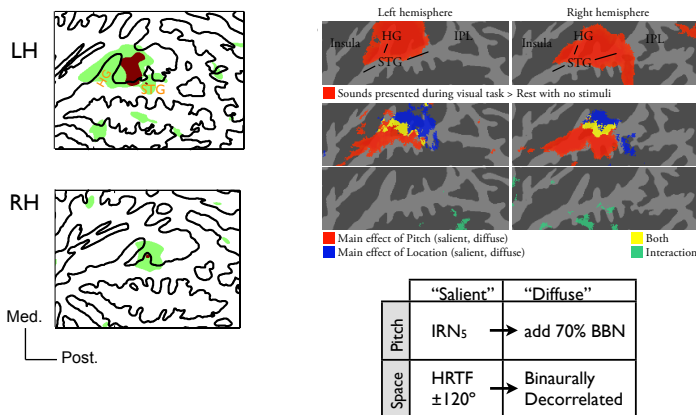 LH
HG
STG
RH
Med.
Post.
Left hemisphere
Right hemisphere
Insula
HG
IPL
STG
Insula
HG
IPL
STG
Sounds presented during visual task > Rest with no stimuli
Main effect of Pitch (salient, diffuse)
Both
Main effect of Location (salient, diffuse)
Interaction
“Salient”
“Diffuse”
Pitch
IRN₅
add 70% BBN
Space
HRTF
±120º
Binaurally
Decorrelated